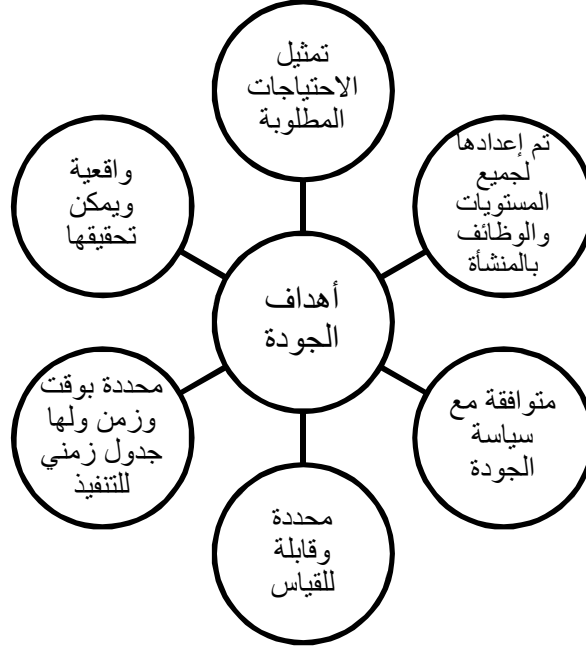 تمثيل
الاحتياجات
المطلوبة
تم إعدادها
لجميع
المستويات
والوظائف
بالمنشأة
متوافقة مع
سياسة
الجودة
محددة
وقابلة
للقياس
محددة بوقت
وزمن ولها
جدول زمني
للتنفيذ
واقعية
ويمكن
تحقيقها
أهداف
الجودة